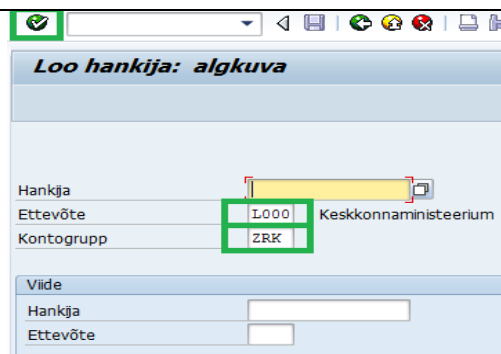 Loo hankija: algkuva
Hankija
Ettevõte L000 Keskkonnaministeerium
Kontogrupp ZRK
Viide
Hankija
Ettevõte